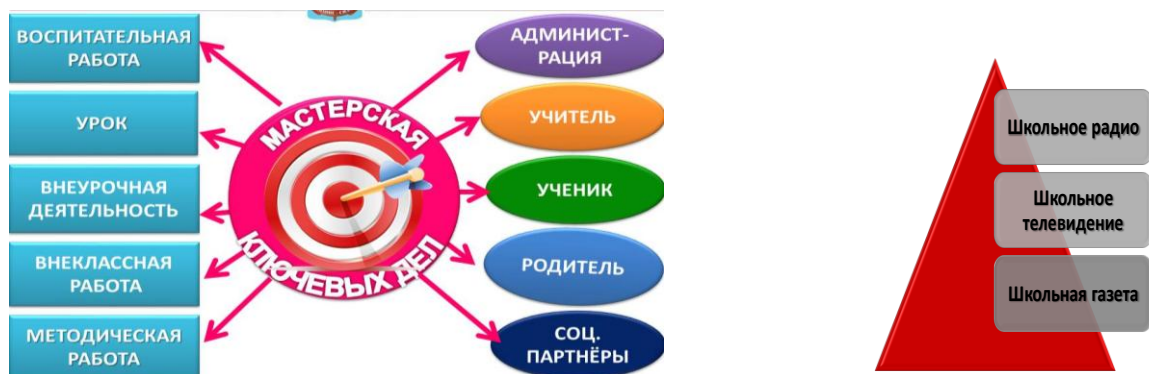 ВОСПИТАТЕЛЬНАЯ
РАБОТА
УРОК
ВНЕУРОЧНАЯ
ДЕЯТЕЛЬНОСТЬ
ВНЕКЛАССНАЯ
РАБОТА
МЕТОДИЧЕСКАЯ
РАБОТА
МАСТЕРСКАЯ
КЛЮЧЕВЫХ ДЕЛ
АДМИНИСТ-
РАЦИЯ
УЧИТЕЛЬ
УЧЕНИК
РОДИТЕЛЬ
СОЦ.
ПАРТНЁРЫ
Школьное радио
Школьное
телевидение
Школьная газета